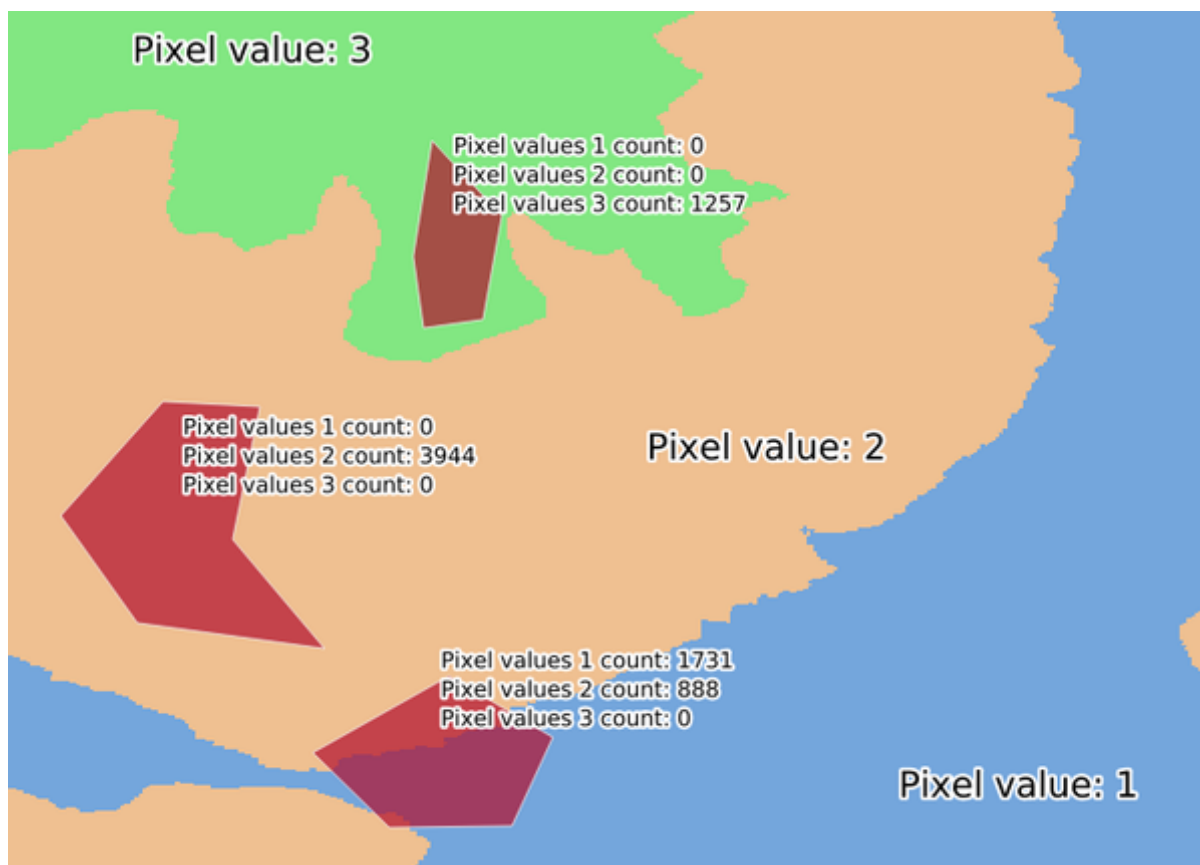 Pixel value: 3
Pixel values 1 count: 0
Pixel values 2 count: 0
Pixel values 3 count: 1257
Pixel values 1 count: 0
Pixel values 2 count: 3944
Pixel values 3 count: 0
Pixel value: 2
Pixel values 1 count: 1731
Pixel values 2 count: 888
Pixel values 3 count: 0
Pixel value: 1